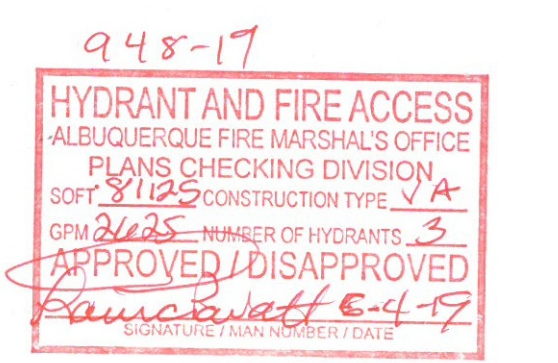 948-19
HYDRANT AND FIRE ACCESS
ALBUQUERQUE FIRE MARSHAL'S OFFICE
PLANS CHECKING DIVISION
SQFT 81125 CONSTRUCTION TYPE VA
GPM 2625 NUMBER OF HYDRANTS 3
APPROVED / DISAPPROVED
6-4-19
SIGNATURE / MAN NUMBER / DATE